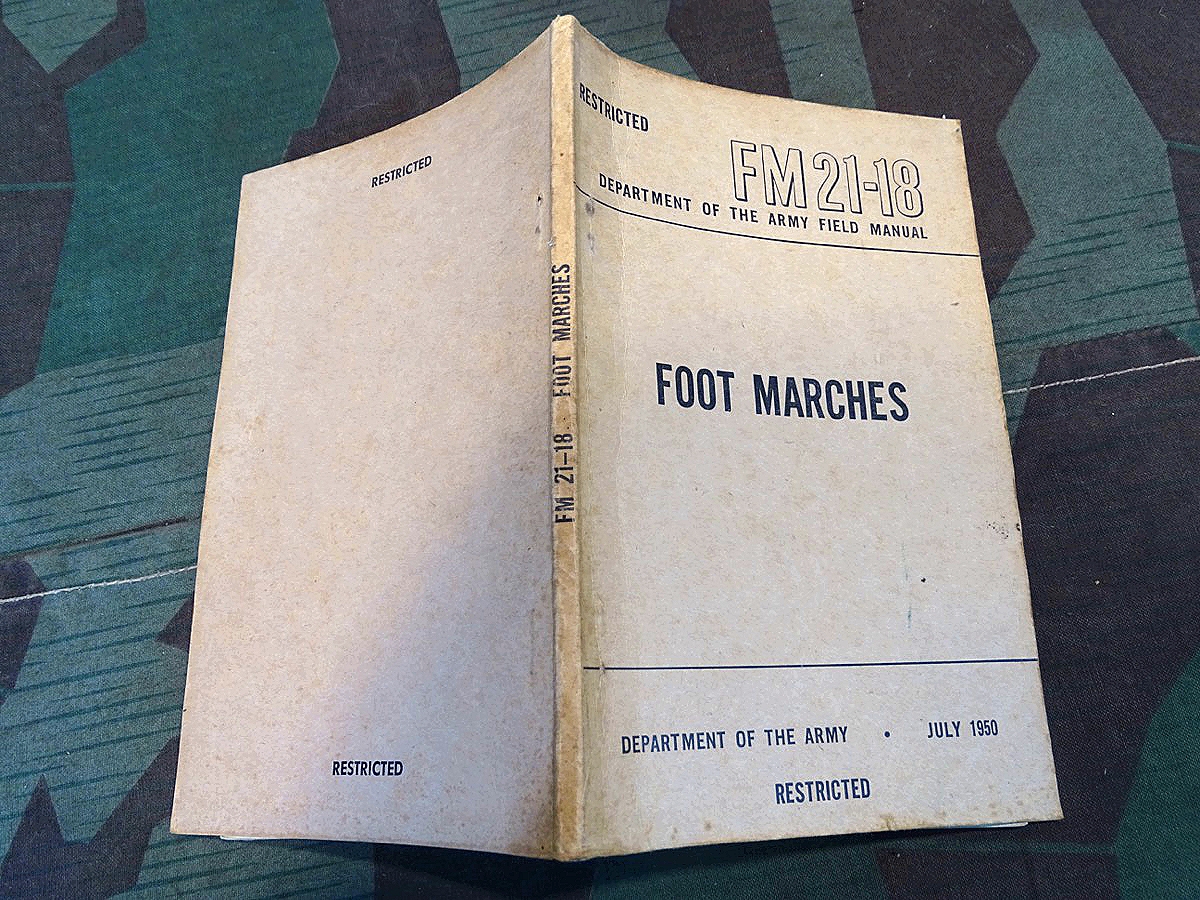 RESTRICTED
RESTRICTED
FM 21-18 FOOT MARCHES
RESTRICTED
FM 21-18
DEPARTMENT OF THE ARMY FIELD MANUAL
FOOT MARCHES
DEPARTMENT OF THE ARMY • JULY 1950
RESTRICTED